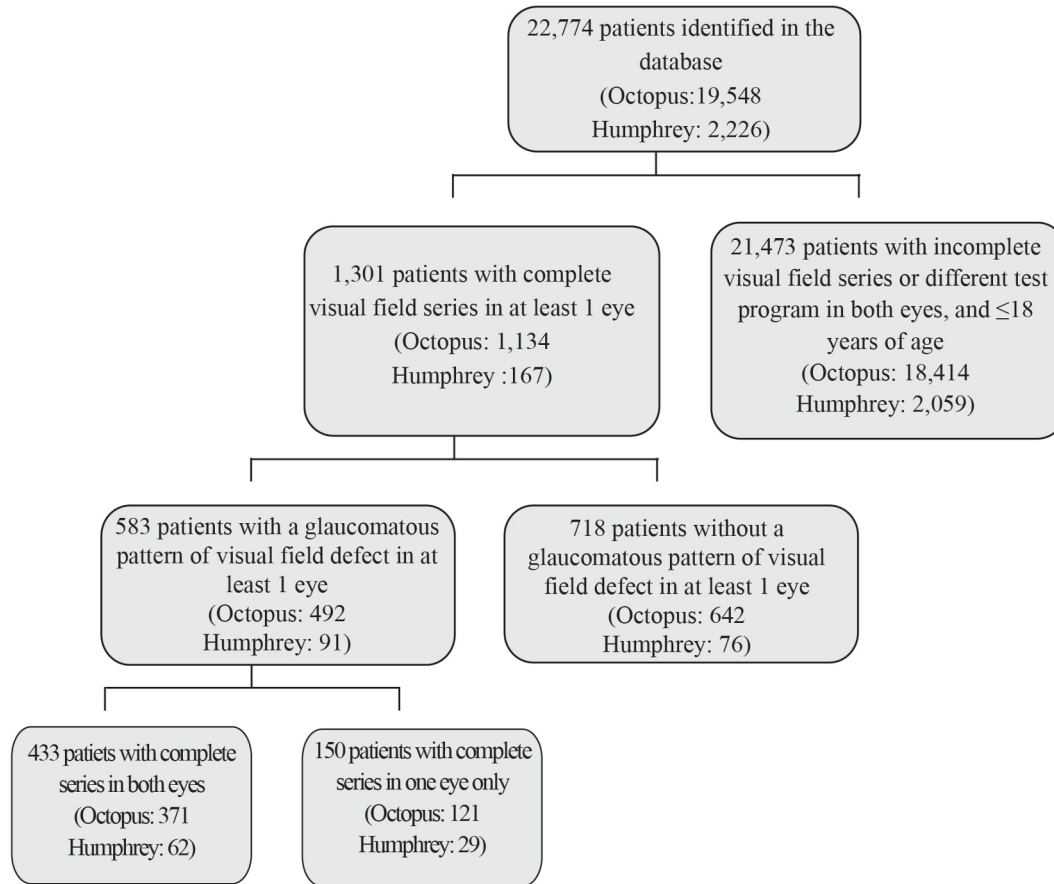 22,774 patients identified in the
database
(Octopus:19,548
Humphrey: 2,226)
1,301 patients with complete
visual field series in at least 1 eye
(Octopus: 1,134
Humphrey :167)
21,473 patients with incomplete
visual field series or different test
program in both eyes, and ≤18
years of age
(Octopus: 18,414
Humphrey: 2,059)
583 patients with a glaucomatous
pattern of visual field defect in at
least 1 eye
(Octopus: 492
Humphrey: 91)
718 patients without a
glaucomatous pattern of visual
field defect in at least 1 eye
(Octopus: 642
Humphrey: 76)
433 patiets with complete
series in both eyes
(Octopus: 371
Humphrey: 62)
150 patients with complete
series in one eye only
(Octopus: 121
Humphrey: 29)